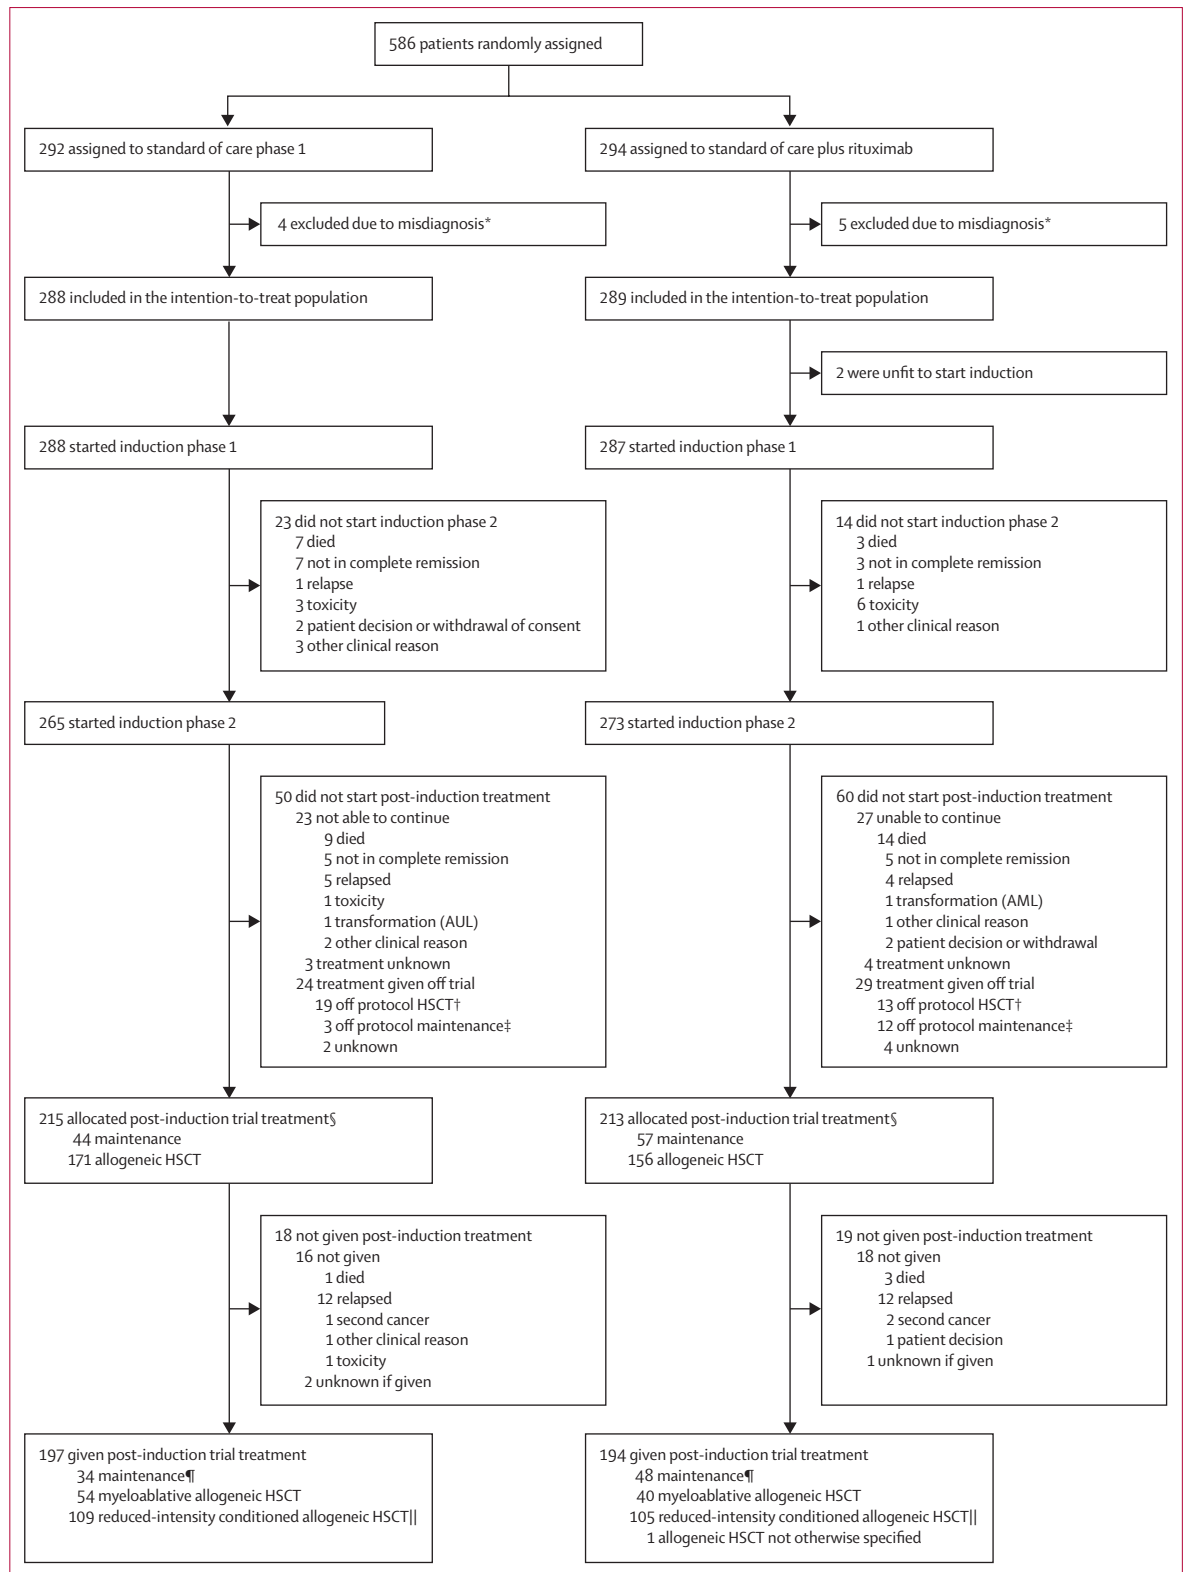 586 patients randomly assigned
292 assigned to standard of care phase 1
294 assigned to standard of care plus rituximab
4 excluded due to misdiagnosis*
5 excluded due to misdiagnosis*
288 included in the intention-to-treat population
289 included in the intention-to-treat population
2 were unfit to start induction
288 started induction phase 1
287 started induction phase 1
23 did not start induction phase 2
7 died
7 not in complete remission
1 relapse
3 toxicity
2 patient decision or withdrawal of consent
3 other clinical reason
14 did not start induction phase 2
3 died
3 not in complete remission
1 relapse
6 toxicity
1 other clinical reason
265 started induction phase 2
273 started induction phase 2
50 did not start post-induction treatment
23 not able to continue
9 died
5 not in complete remission
5 relapsed
1 toxicity
1 transformation (AUL)
2 other clinical reason
3 treatment unknown
24 treatment given off trial
19 off protocol HSCT†
3 off protocol maintenance‡
2 unknown
60 did not start post-induction treatment
27 unable to continue
14 died
5 not in complete remission
4 relapsed
1 transformation (AML)
1 other clinical reason
2 patient decision or withdrawal
4 treatment unknown
29 treatment given off trial
13 off protocol HSCT†
12 off protocol maintenance‡
4 unknown
215 allocated post-induction trial treatment§
44 maintenance
171 allogeneic HSCT
213 allocated post-induction trial treatment§
57 maintenance
156 allogeneic HSCT
18 not given post-induction treatment
16 not given
1 died
12 relapsed
1 second cancer
1 other clinical reason
1 toxicity
2 unknown if given
19 not given post-induction treatment
18 not given
3 died
12 relapsed
2 second cancer
1 patient decision
1 unknown if given
197 given post-induction trial treatment
34 maintenance¶
54 myeloablative allogeneic HSCT
109 reduced-intensity conditioned allogeneic HSCT||
194 given post-induction trial treatment
48 maintenance¶
40 myeloablative allogeneic HSCT
105 reduced-intensity conditioned allogeneic HSCT||
1 allogeneic HSCT not otherwise specified